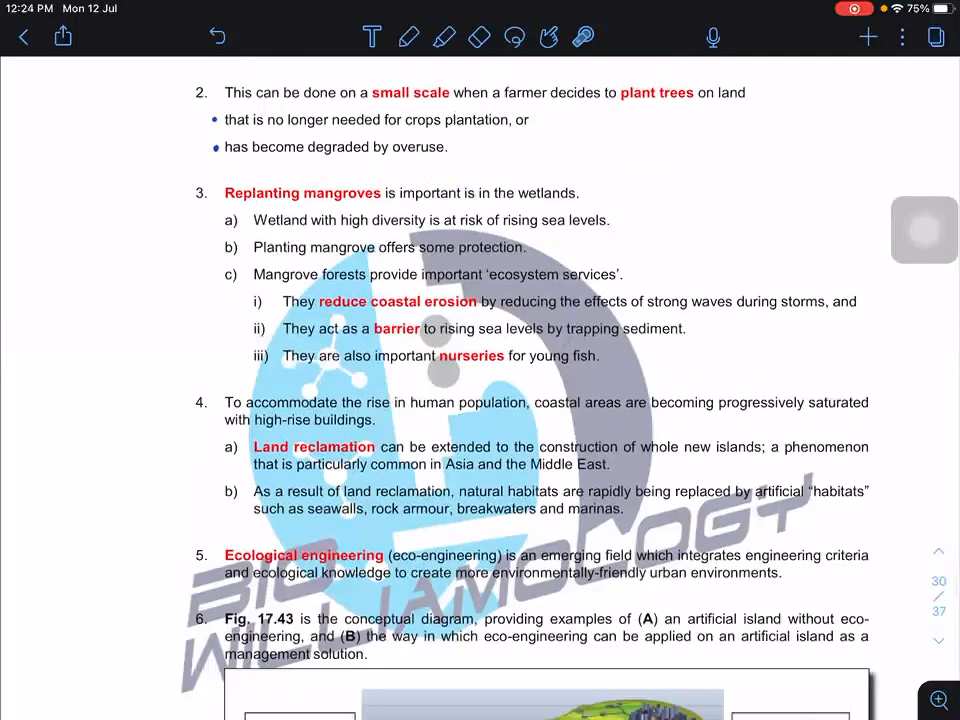 12:24 PM Mon 12 Jul
75%
2. This can be done on a small scale when a farmer decides to plant trees on land
• that is no longer needed for crops plantation, or
• has become degraded by overuse.
3. Replanting mangroves is important is in the wetlands.
a) Wetland with high diversity is at risk of rising sea levels.
b) Planting mangrove offers some protection.
c) Mangrove forests provide important ‘ecosystem services’.
i) They reduce coastal erosion by reducing the effects of strong waves during storms, and
ii) They act as a barrier to rising sea levels by trapping sediment.
iii) They are also important nurseries for young fish.
4. To accommodate the rise in human population, coastal areas are becoming progressively saturated
with high-rise buildings.
a) Land reclamation can be extended to the construction of whole new islands; a phenomenon
that is particularly common in Asia and the Middle East.
b) As a result of land reclamation, natural habitats are rapidly being replaced by artificial “habitats”
such as seawalls, rock armour, breakwaters and marinas.
5. Ecological engineering (eco-engineering) is an emerging field which integrates engineering criteria
and ecological knowledge to create more environmentally-friendly urban environments.
6. Fig. 17.43 is the conceptual diagram, providing examples of (A) an artificial island without eco-
engineering, and (B) the way in which eco-engineering can be applied on an artificial island as a
management solution.
BIO
WILLIAMOLOGY
30
/
37